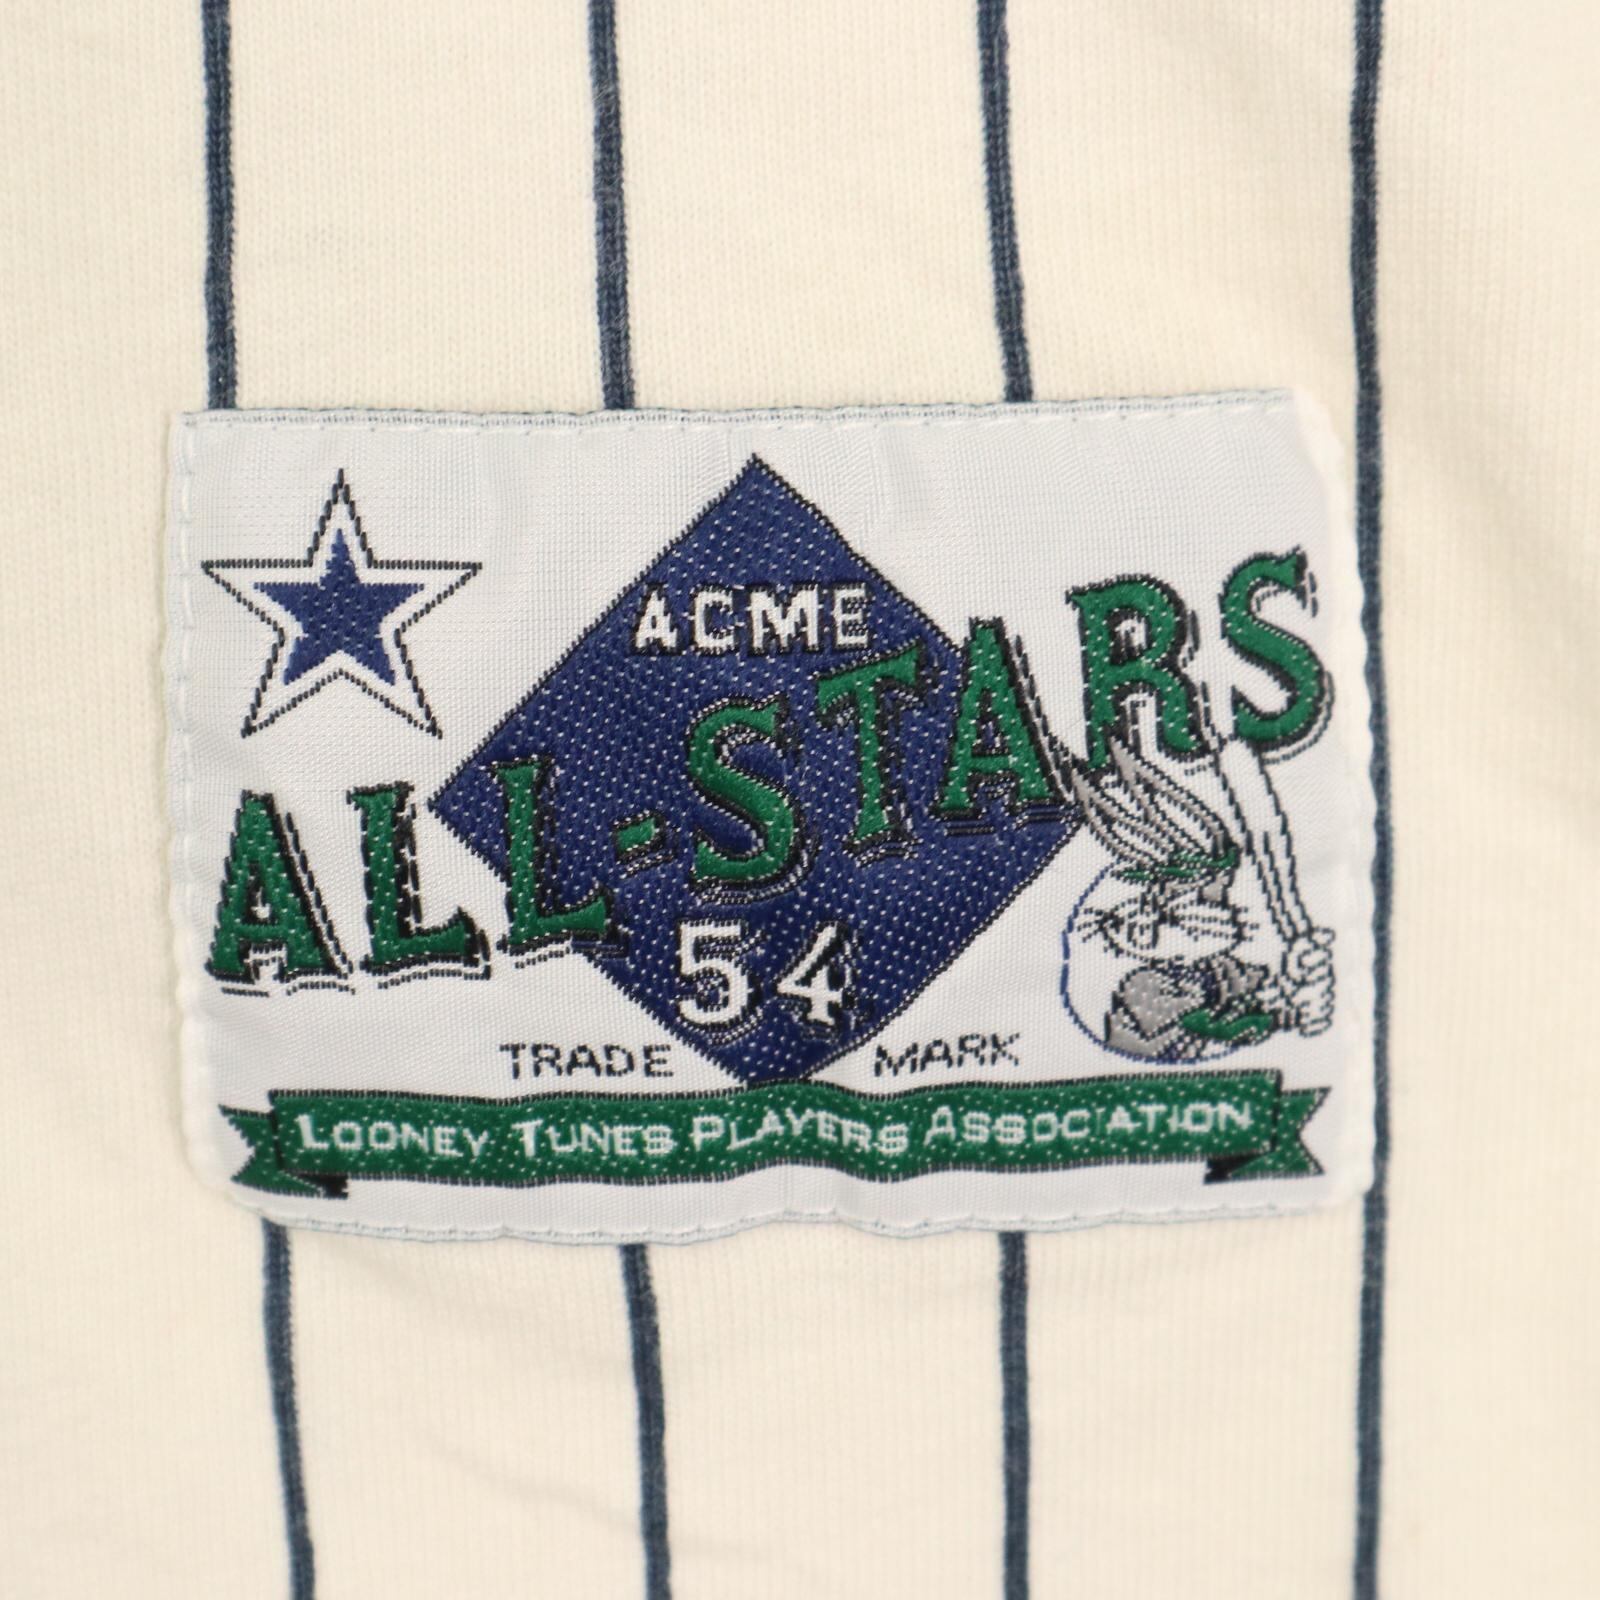 ACME
ALL-STARS
54
TRADE MARK
LOONEY TUNES PLAYERS ASSOCIATION